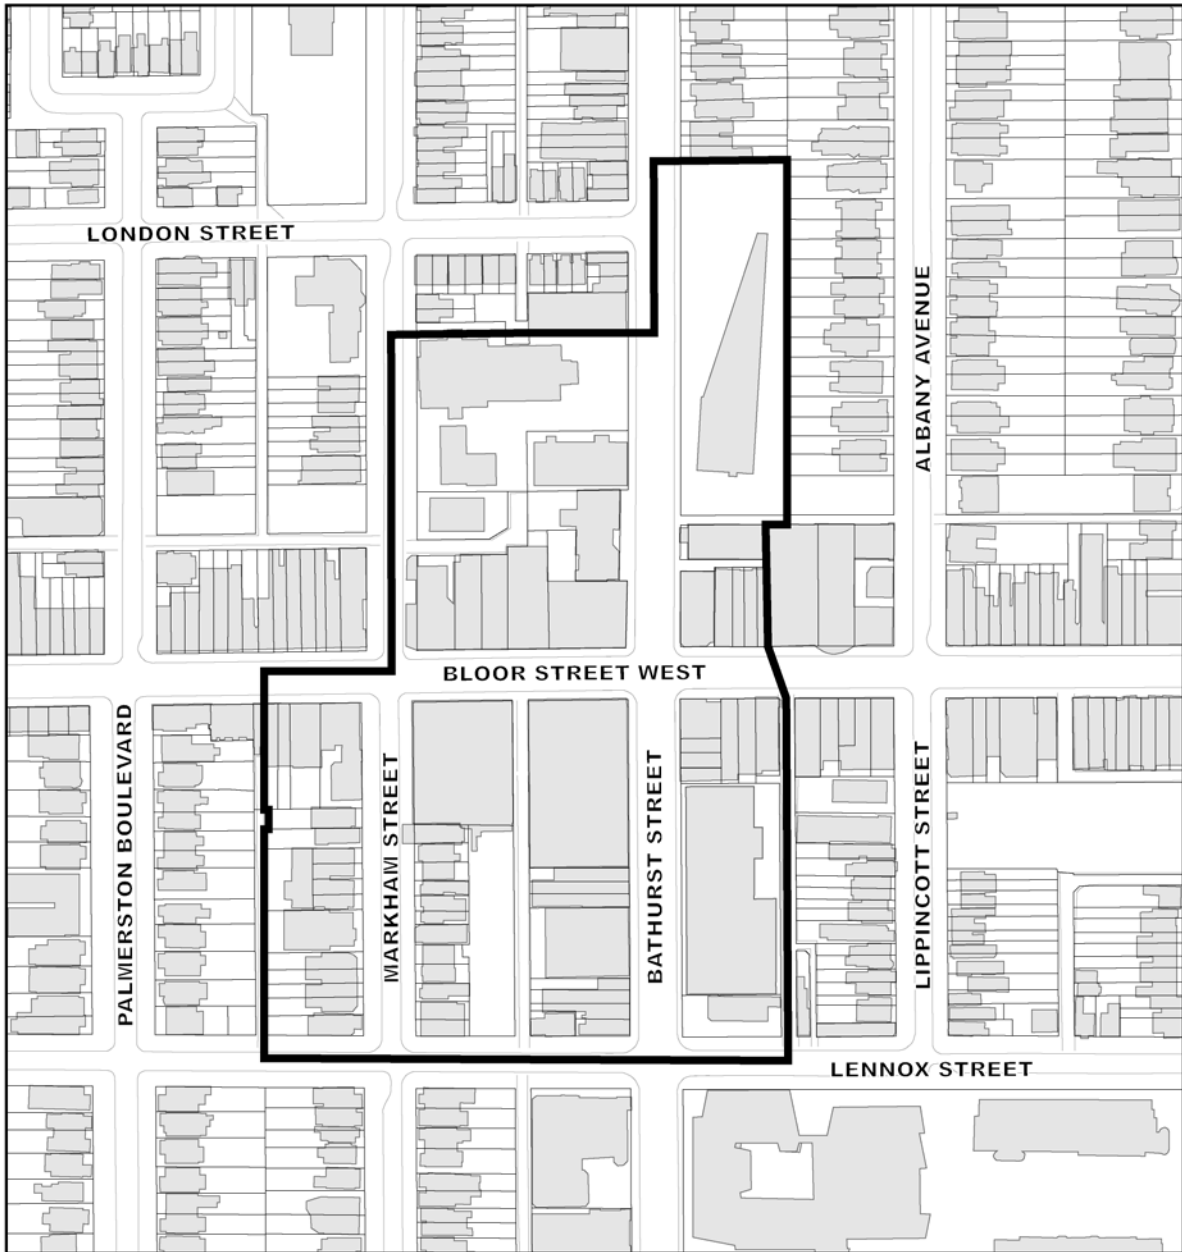 LONDON STREET
ALBANY AVENUE
BLOOR STREET WEST
PALMERSTON BOULEVARD
MARKHAM STREET
BATHURST STREET
LIPPINCOTT STREET
LENNOX STREET